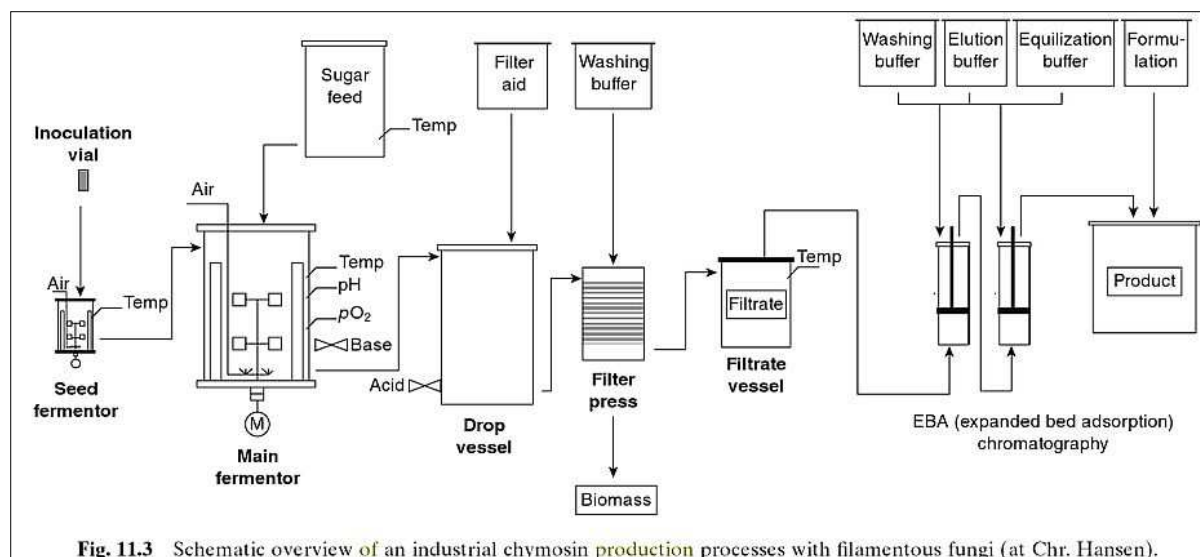 Inoculation
vial
Air
Temp
Seed
fermentor
Sugar
feed
Temp
Air
Temp
pH
pO₂
Base
M
Main
fermentor
Filter
aid
Acid
Drop
vessel
Washing
buffer
Filter
press
Biomass
Temp
Filtrate
Filtrate
vessel
Washing
buffer
Elution
buffer
Equilization
buffer
Formu-
lation
Product
EBA (expanded bed adsorption)
chromatography
Fig. 11.3 Schematic overview of an industrial chymosin production processes with filamentous fungi (at Chr. Hansen).